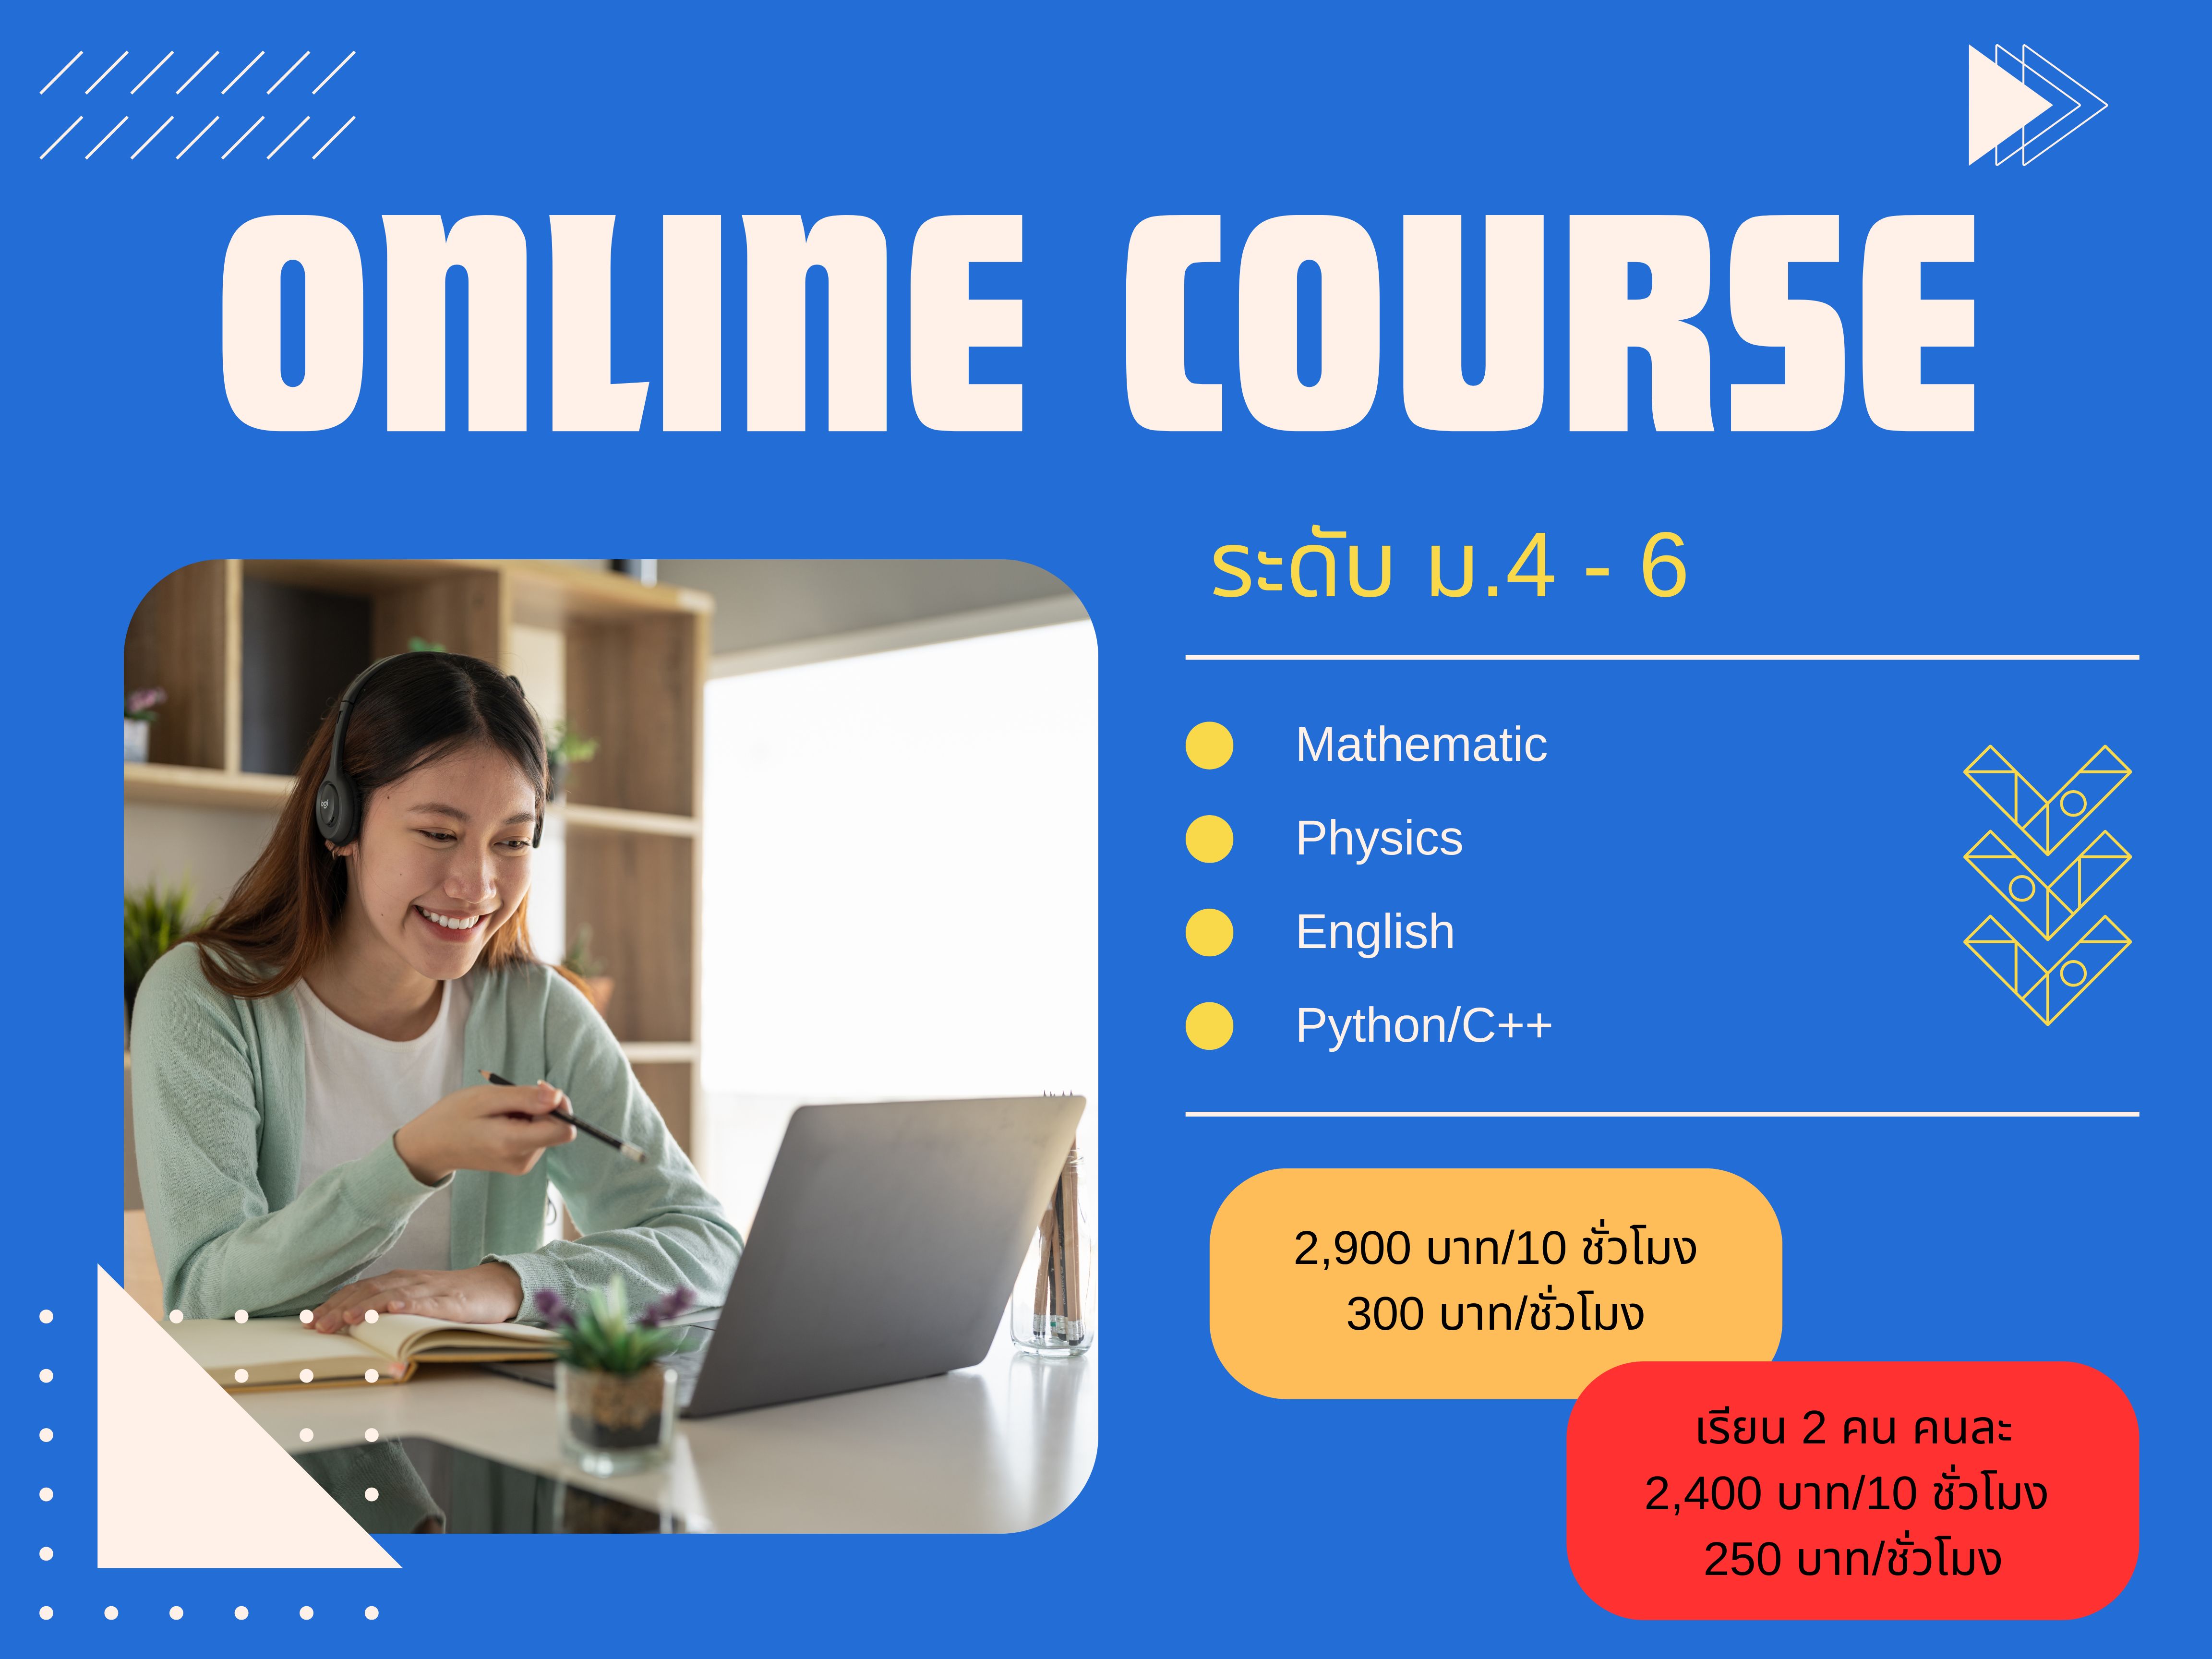 ONLINE COURSE
ระดับ ม.4 - 6
Mathematic
Physics
English
Python/C++
2,900 บาท/10 ชั่วโมง
300 บาท/ชั่วโมง
เรียน 2 คน คนละ
2,400 บาท/10 ชั่วโมง
250 บาท/ชั่วโมง